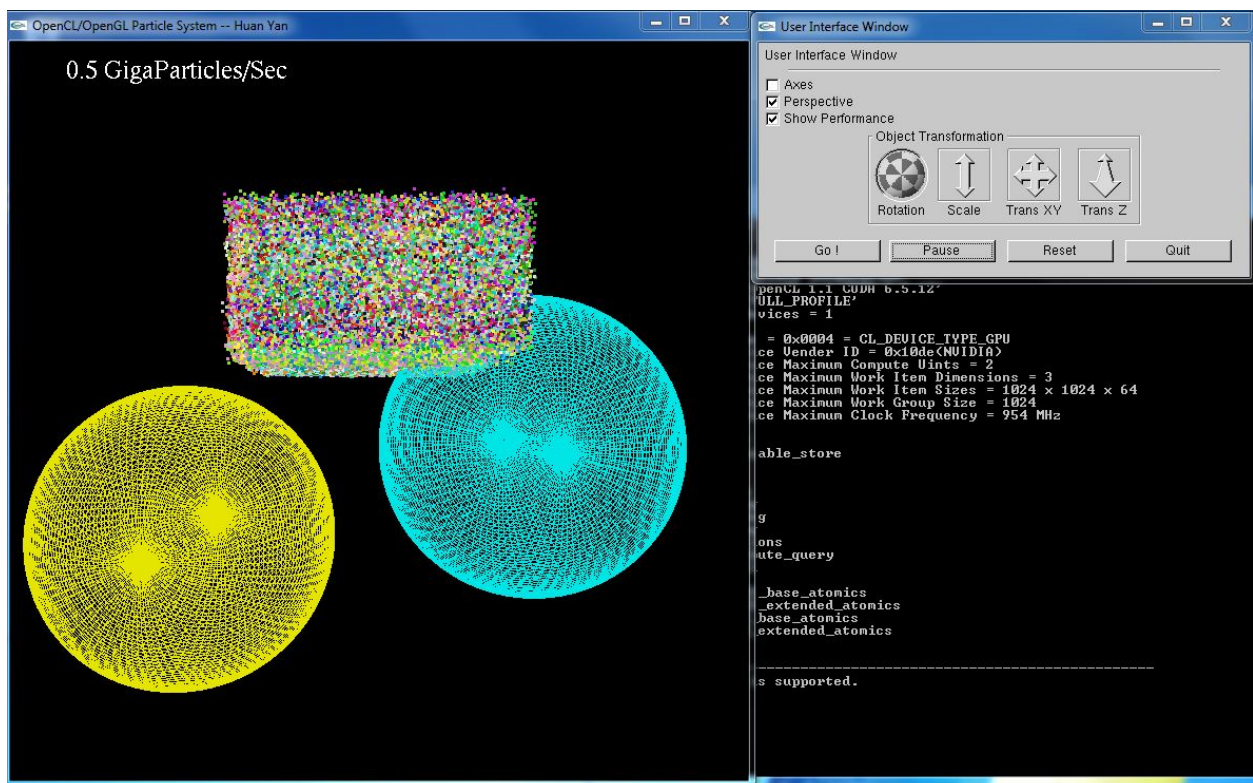 OpenCL/OpenGL Particle System -- Huan Yan
0.5 GigaParticles/Sec
User Interface Window
User Interface Window
Axes
Perspective
Show Performance
Object Transformation
Rotation Scale Trans XY Trans Z
Go ! Pause Reset Quit
penCL 1.1 CUDA 6.5.12'
ULL_PROFILE'
vices = 1
= 0x0004 = CL_DEVICE_TYPE_GPU
ce Vender ID = 0x10de(NVIDIA)
ce Maximum Compute Uints = 2
ce Maximum Work Item Dimensions = 3
ce Maximum Work Item Sizes = 1024 x 1024 x 64
ce Maximum Work Group Size = 1024
ce Maximum Clock Frequency = 954 MHz
able_store
g
ons
ute_query
_base_atomics
_extended_atomics
base_atomics
extended_atomics
s supported.